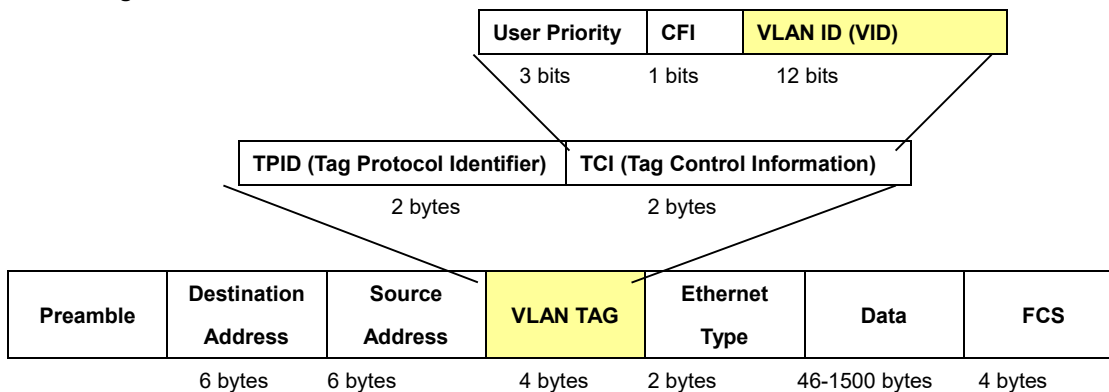 User Priority CFI VLAN ID (VID)
3 bits 1 bits 12 bits
TPID (Tag Protocol Identifier) TCI (Tag Control Information)
2 bytes 2 bytes
Preamble Destination Address Source Address VLAN TAG Ethernet Type Data FCS
6 bytes 6 bytes 4 bytes 2 bytes 46-1500 bytes 4 bytes